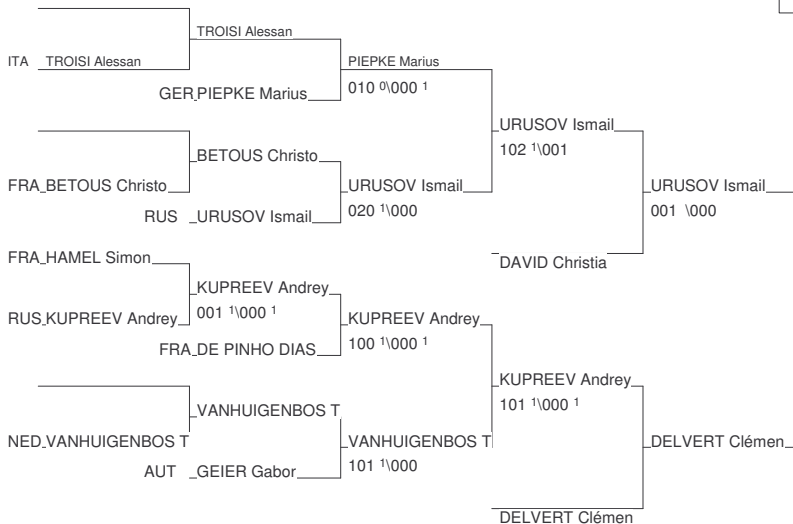 TROISI Alessan
ITA TROISI Alessan
PIEPKE Marius
GER PIEPKE Marius
010 0\000 1
URUSOV Ismail
102 1\001
BETOUS Christo
FRA BETOUS Christo
URUSOV Ismail
URUSOV Ismail
RUS URUSOV Ismail
020 1\000
001 \000
FRA HAMEL Simon
DAVID Christia
KUPREEV Andrey
RUS KUPREEV Andrey
001 1\000 1
KUPREEV Andrey
FRA DE PINHO DIAS
100 1\000 1
KUPREEV Andrey
101 1\000 1
VANHUIGENBOS T
NED VANHUIGENBOS T
VANHUIGENBOS T
DELVERT Clémen
AUT GEIER Gabor
101 1\000
DELVERT Clémen